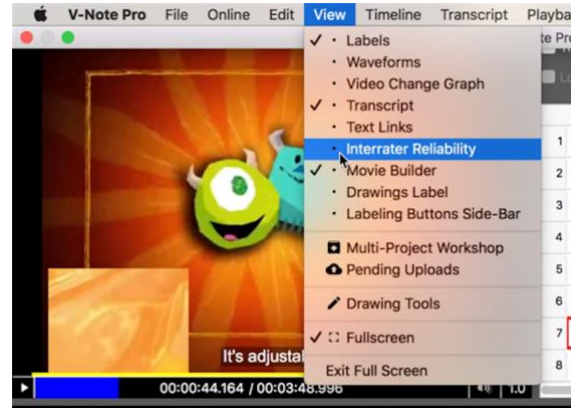 V-Note Pro File Online Edit View Timeline Transcript Playba
te Pr
✓ · Labels
· Waveforms
· Video Change Graph
✓ · Transcript
· Text Links
· Interrater Reliability
✓ · Movie Builder
· Drawings Label
· Labeling Buttons Side-Bar
Multi-Project Workshop
Pending Uploads
Drawing Tools
✓ Fullscreen
Exit Full Screen
1
2
3
4
5
6
7
8
It's adjustal
00:00:44.164 / 00:03:48.996
1.0